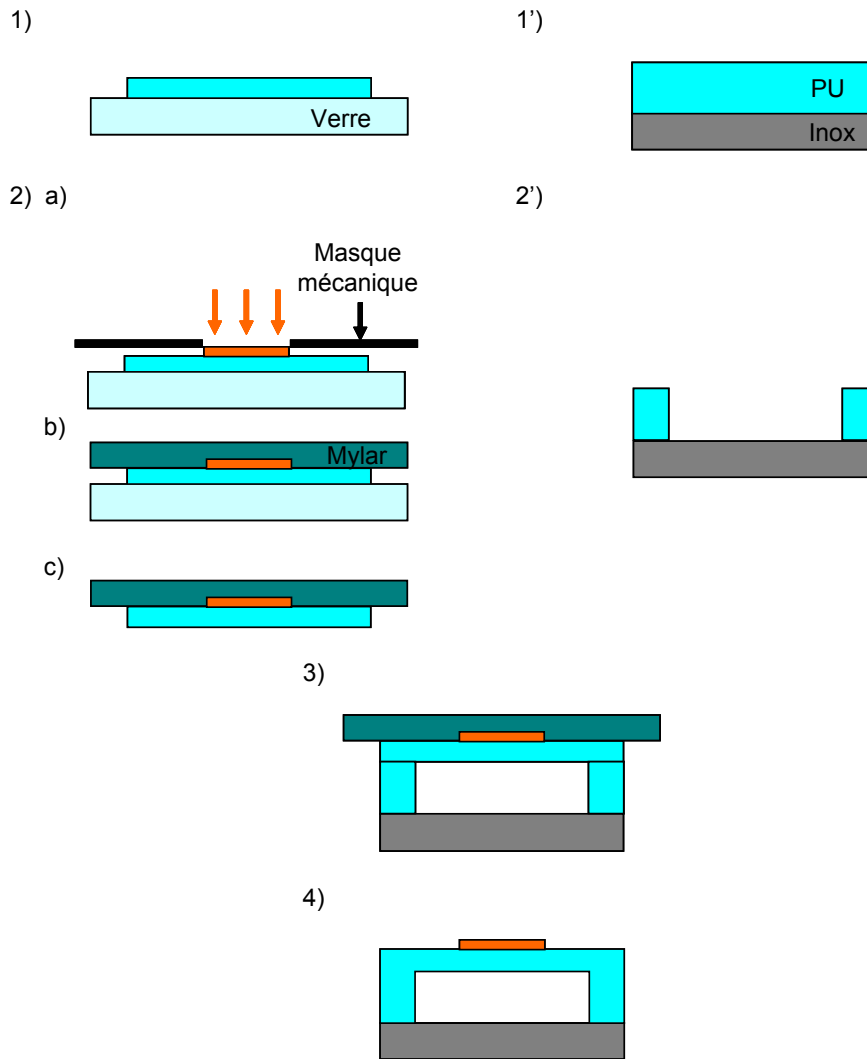 1)
1')
Verre
PU
Inox
2) a)
2')
Masque
mécanique
b)
Mylar
c)
3)
4)